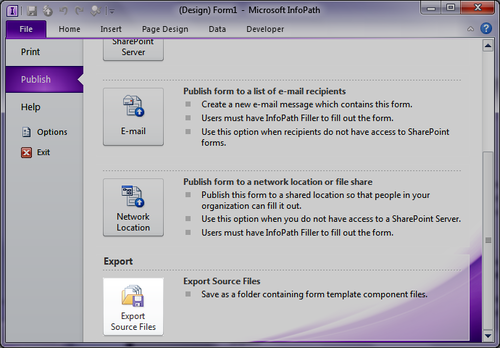 (Design) Form1 - Microsoft InfoPath
File Home Insert Page Design Data Developer
Print
Publish
Help
Options
Exit
SharePoint
Server
Publish form to a list of e-mail recipients
Create a new e-mail message which contains this form.
Users must have InfoPath Filler to fill out the form.
Use this option when recipients do not have access to SharePoint
forms.
E-mail
Publish form to a network location or file share
Publish this form to a shared location so that people in your
organization can fill it out.
Use this option when you do not have access to a SharePoint Server.
Users must have InfoPath Filler to fill out the form.
Network
Location
Export
Export Source Files
Save as a folder containing form template component files.
Export
Source Files